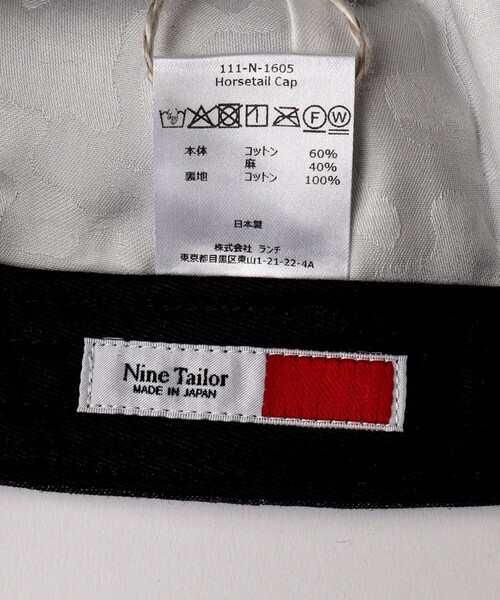 111-N-1605
Horsetail Cap
F W
本体 コットン 60%
麻 40%
裏地 コットン 100%
日本製
株式会社 ランチ
東京都目黒区東山1-21-22-4A
Nine Tailor
MADE IN JAPAN